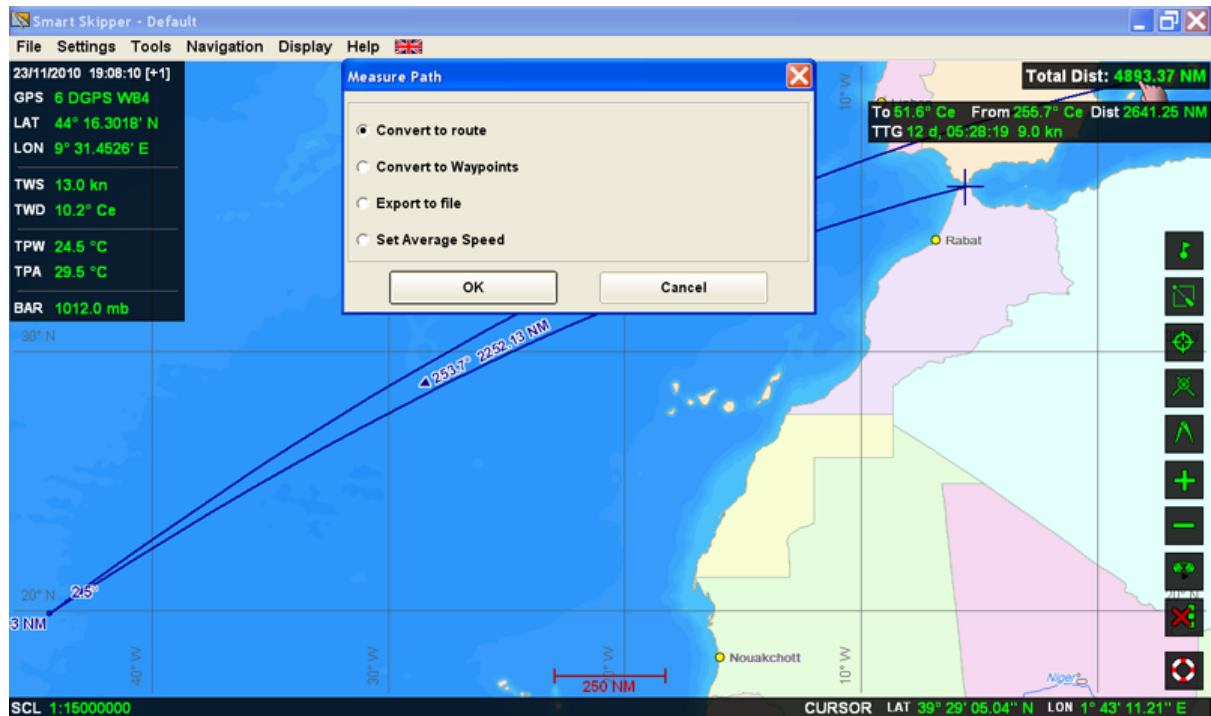 Smart Skipper - Default
File Settings Tools Navigation Display Help
23/11/2010 19:08:10 [+1]
GPS 6 DGPS W84
LAT 44° 16.3018' N
LON 9° 31.4526' E
TWS 13.0 kn
TWD 10.2° Ce
TPW 24.5 °C
TPA 29.5 °C
BAR 1012.0 mb
Measure Path
Convert to route
Convert to Waypoints
Export to file
Set Average Speed
OK Cancel
10° W
Total Dist: 4893.37 NM
To 51.6° Ce From 255.7° Ce Dist 2641.25 NM
TTG 12 d, 05:28:19 9.0 kn
Rabat
30° N
253.7° 2252.13 NM
20° N
2.5°
3 NM
40° W
30° W
250 NM
Nouakchott
10° W
Niger
SCL 1:15000000
CURSOR LAT 39° 29' 05.04" N LON 1° 43' 11.21" E